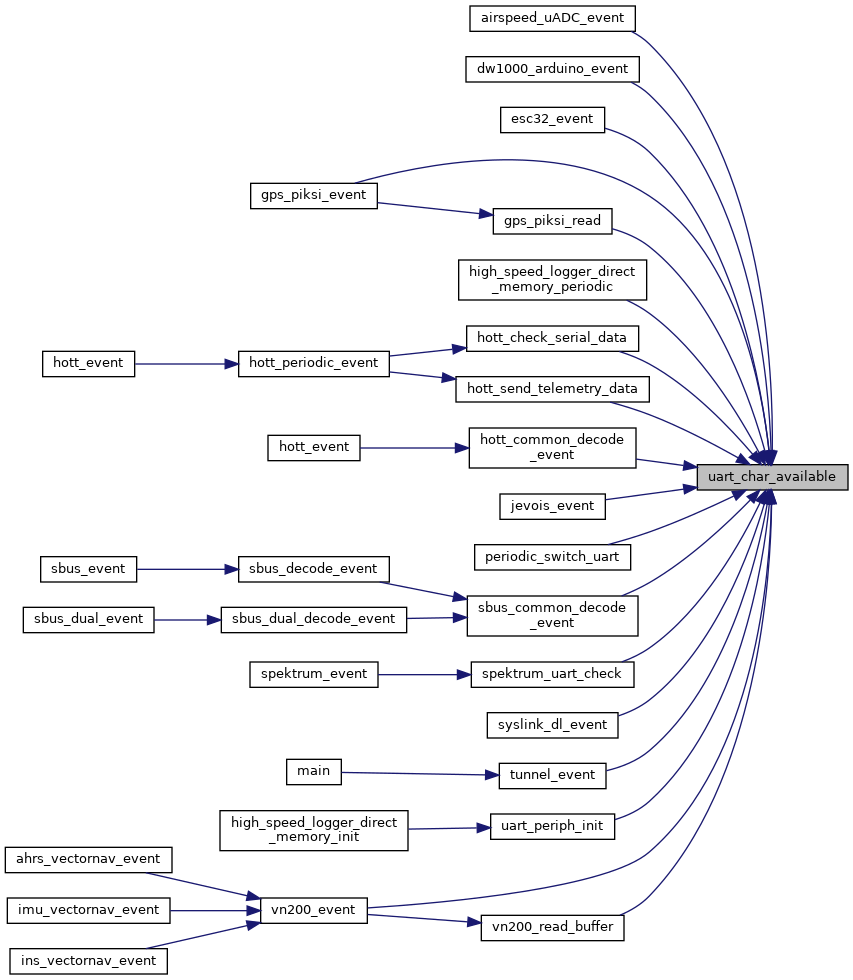 airspeed_uADC_event
dw1000_arduino_event
esc32_event
gps_piksi_event
gps_piksi_read
high_speed_logger_direct
_memory_periodic
hott_check_serial_data
hott_event
hott_periodic_event
hott_send_telemetry_data
hott_common_decode
_event
hott_event
uart_char_available
jevois_event
periodic_switch_uart
sbus_event
sbus_decode_event
sbus_common_decode
_event
sbus_dual_event
sbus_dual_decode_event
spektrum_event
spektrum_uart_check
syslink_dl_event
main
tunnel_event
high_speed_logger_direct
_memory_init
uart_periph_init
ahrs_vectornav_event
imu_vectornav_event
vn200_event
vn200_read_buffer
ins_vectornav_event